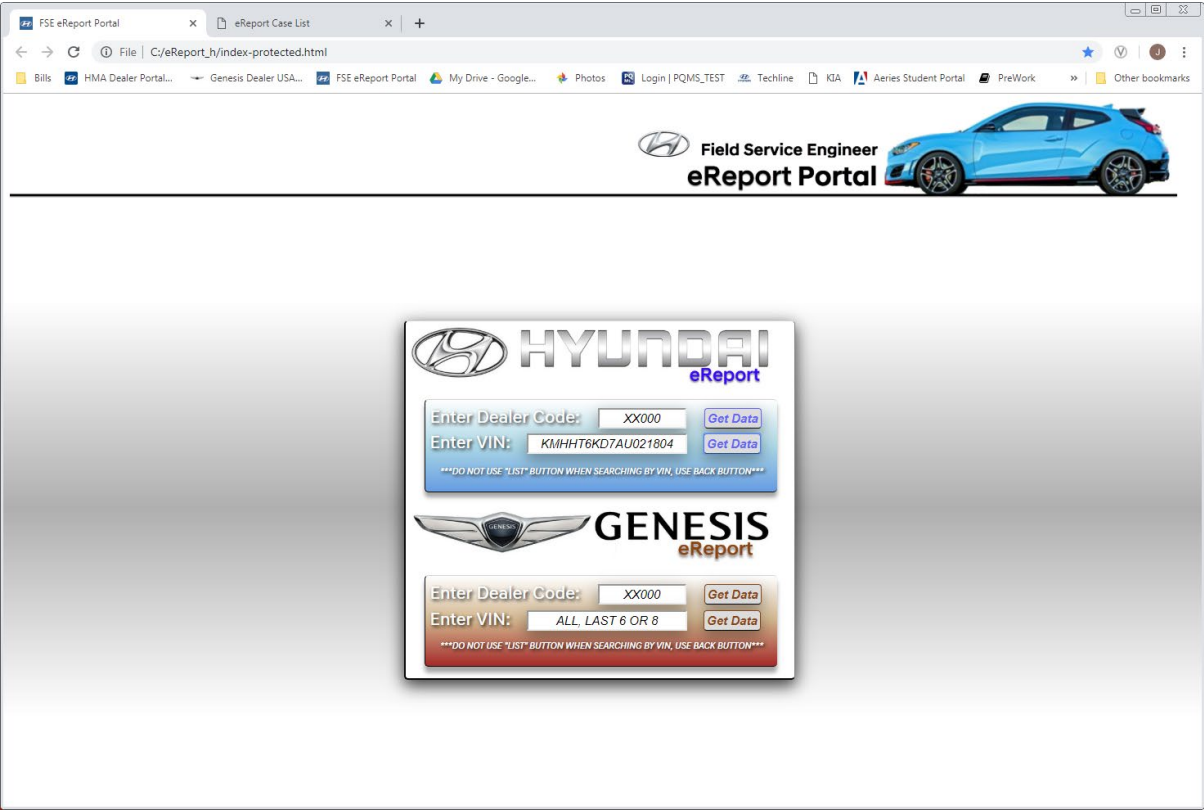 FSE eReport Portal
eReport Case List
File | C:/eReport_h/index-protected.html
V
J
Bills
HMA Dealer Portal...
Genesis Dealer USA...
FSE eReport Portal
My Drive - Google...
Photos
Login | PQMS_TEST
Techline
KIA
Aeries Student Portal
PreWork
»
Other bookmarks
Field Service Engineer
eReport Portal
HYUNDAI
eReport
Enter Dealer Code: XX000 Get Data
Enter VIN: KMHHT6KD7AU021804 Get Data
***DO NOT USE "LIST" BUTTON WHEN SEARCHING BY VIN, USE BACK BUTTON***
GENESIS
GENESIS
eReport
Enter Dealer Code: XX000 Get Data
Enter VIN: ALL, LAST 6 OR 8 Get Data
***DO NOT USE "LIST" BUTTON WHEN SEARCHING BY VIN, USE BACK BUTTON***